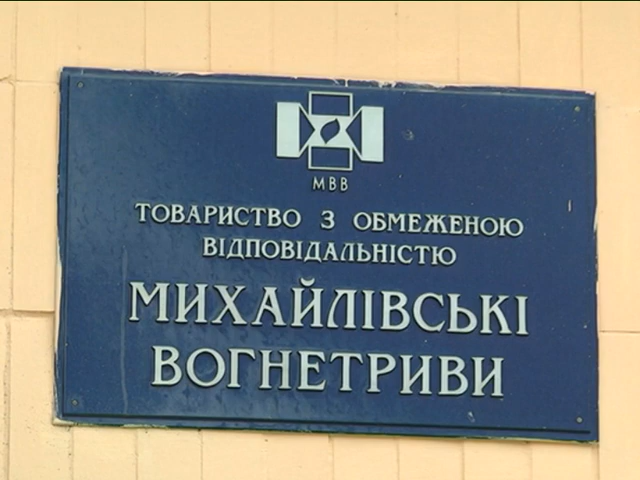 МВВ
ТОВАРИСТВО З ОБМЕЖЕНОЮ
ВІДПОВІДАЛЬНІСТЮ
МИХАЙЛІВСЬКІ
ВОГНЕТРИВИ